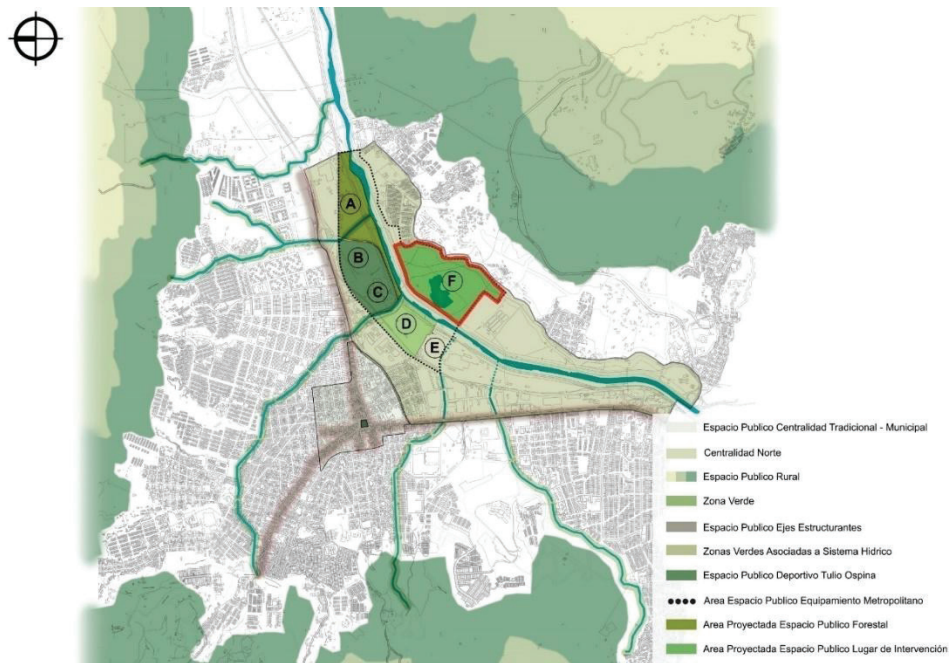 A
B
C
D
E
F
Espacio Publico Centralidad Tradicional - Municipal
Centralidad Norte
Espacio Publico Rural
Zona Verde
Espacio Publico Ejes Estructurantes
Zonas Verdes Asociadas a Sistema Hidrico
Espacio Publico Deportivo Tulio Ospina
Area Espacio Publico Equipamiento Metropolitano
Area Proyectada Espacio Publico Forestal
Area Proyectada Espacio Publico Lugar de Intervención